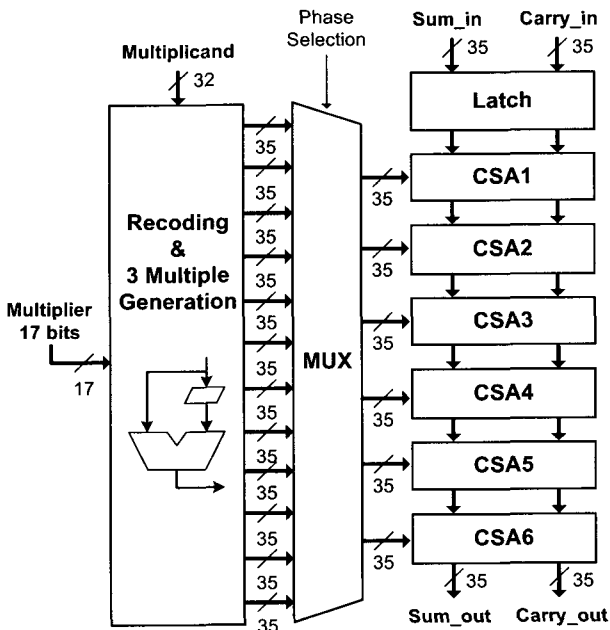 Phase
Selection
Sum_in
Carry_in
35
35
Multiplicand
32
Latch
Recoding
&
3 Multiple
Generation
35
35
35
35
35
35
35
35
35
35
35
35
MUX
35
CSA1
35
CSA2
35
CSA3
35
CSA4
35
CSA5
35
CSA6
Multiplier
17 bits
17
35
35
Sum_out
Carry_out